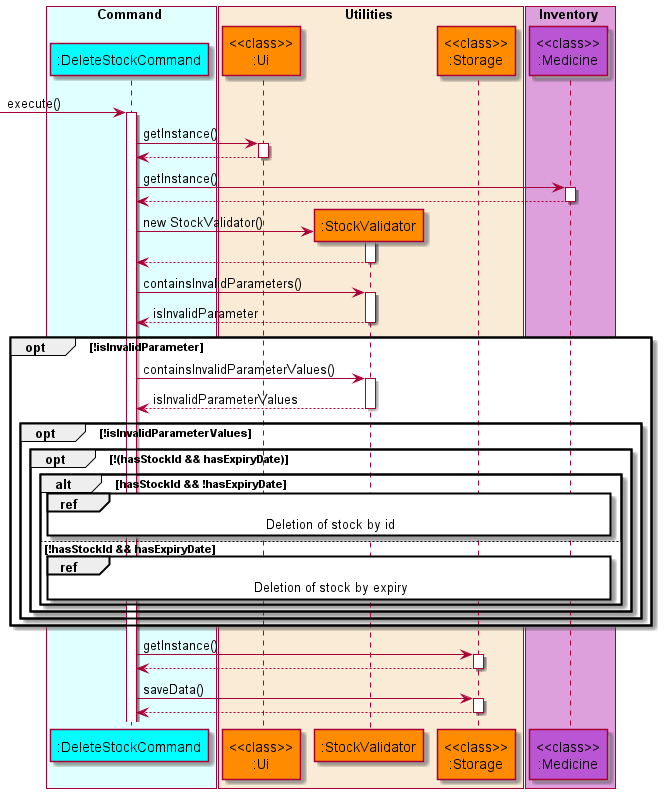 Command
Utilities
Inventory
:DeleteStockCommand
<<class>>
:Ui
<<class>>
:Storage
<<class>>
:Medicine
execute()
getInstance()
getInstance()
new StockValidator()
:StockValidator
containsInvalidParameters()
isInvalidParameter
opt
[!isInvalidParameter]
containsInvalidParameterValues()
isInvalidParameterValues
opt
[!isInvalidParameterValues]
opt
[!(hasStockId && hasExpiryDate)]
alt
[hasStockId && !hasExpiryDate]
ref
Deletion of stock by id
[!hasStockId && hasExpiryDate]
ref
Deletion of stock by expiry
getInstance()
saveData()
:DeleteStockCommand
<<class>>
:Ui
:StockValidator
<<class>>
:Storage
<<class>>
:Medicine